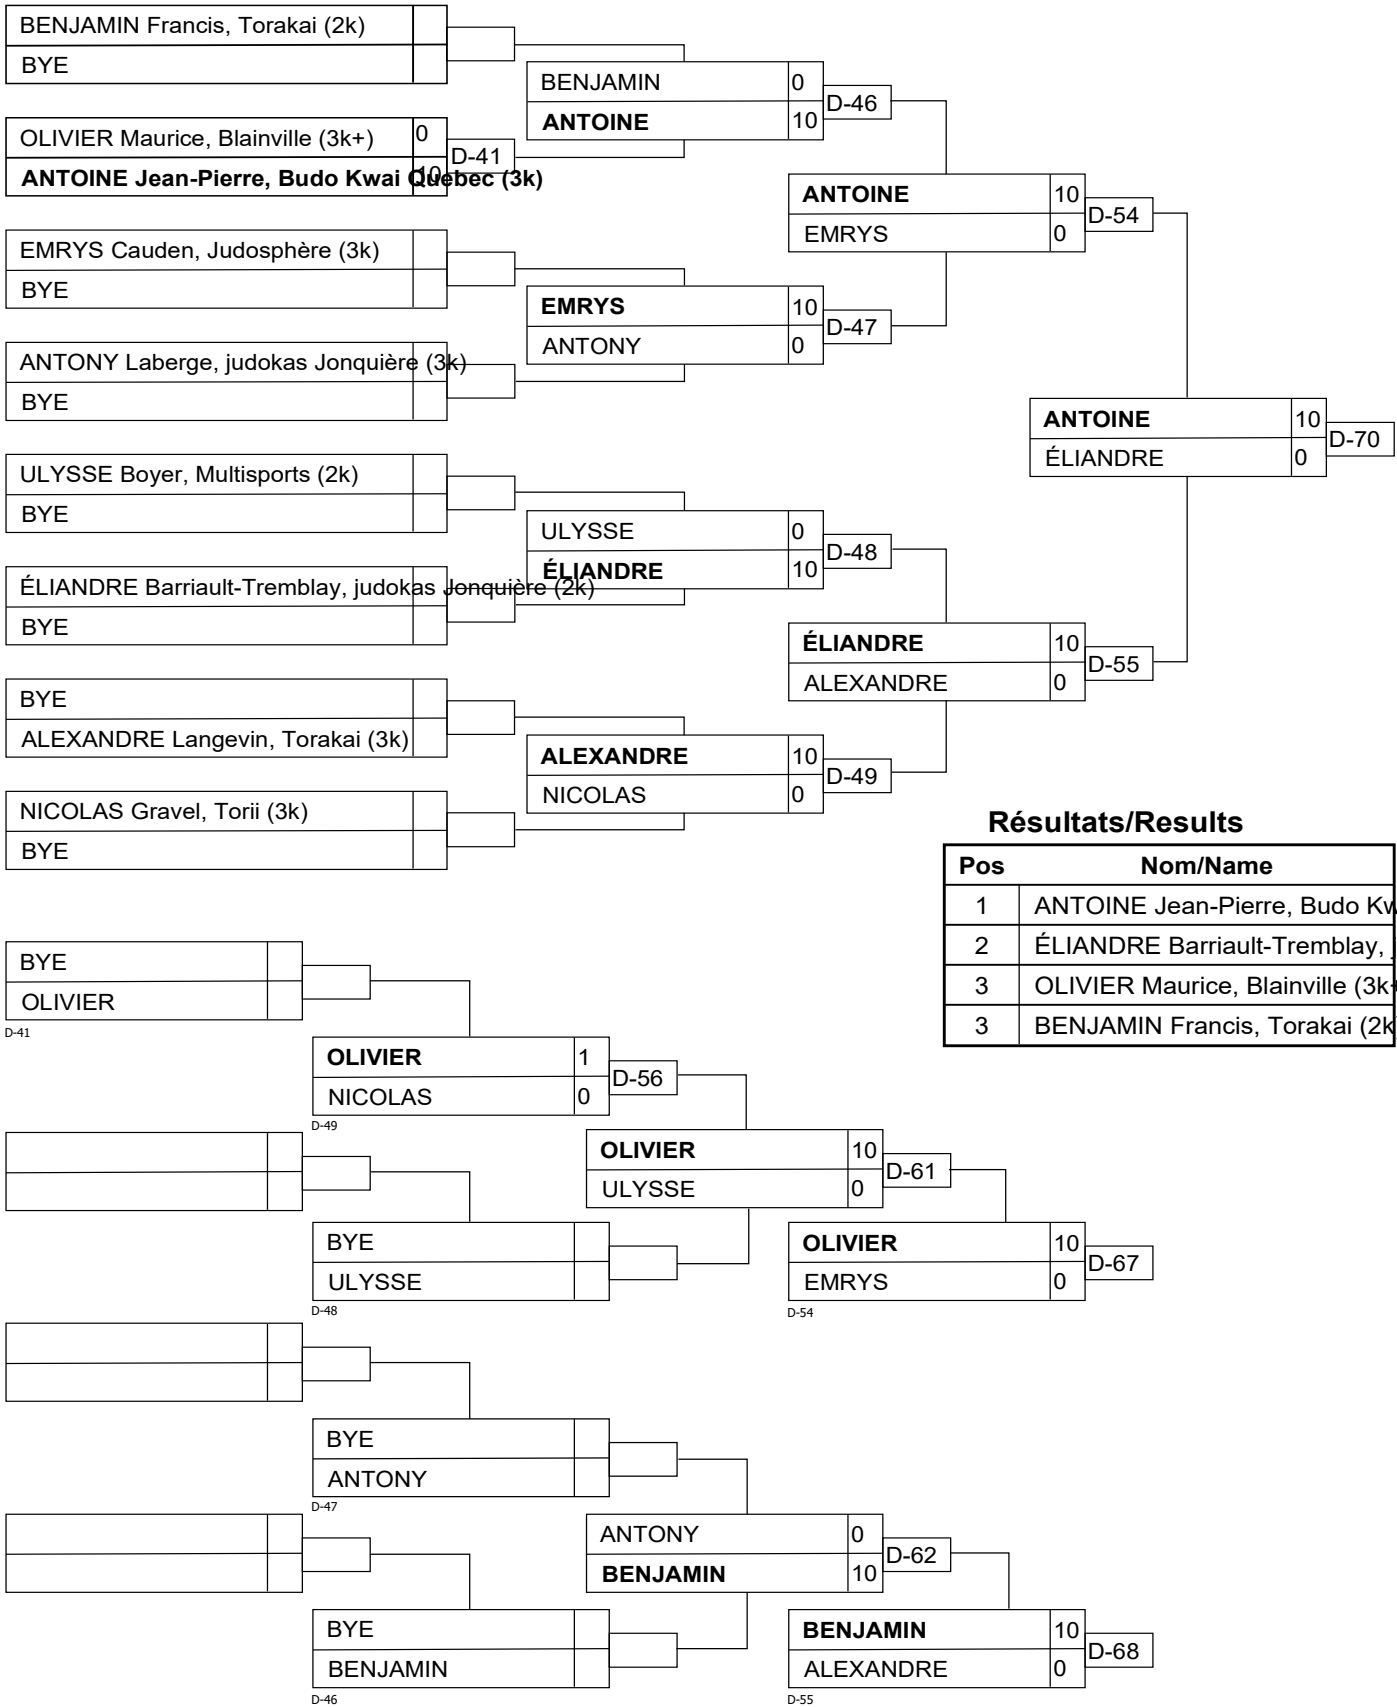 BENJAMIN Francis, Torakai (2k)
BYE
OLIVIER Maurice, Blainville (3k+) 0
ANTOINE Jean-Pierre, Budo Kwai Quebec (3k) 10
D-41
EMRYS Cauden, Judosphère (3k)
BYE
ANTONY Laberge, judokas Jonquière (3k)
BYE
ULYSSE Boyer, Multisports (2k)
BYE
ÉLIANDRE Barriault-Tremblay, judokas Jonquière (2k)
BYE
BYE
ALEXANDRE Langevin, Torakai (3k)
NICOLAS Gravel, Torii (3k)
BYE
BENJAMIN 0
ANTOINE 10
D-46
EMRYS 10
ANTONY 0
D-47
ULYSSE 0
ÉLIANDRE 10
D-48
ALEXANDRE 10
NICOLAS 0
D-49
ANTOINE 10
EMRYS 0
D-54
ÉLIANDRE 10
ALEXANDRE 0
D-55
ANTOINE 10
ÉLIANDRE 0
D-70
Résultats/Results
Pos Nom/Name
1 ANTOINE Jean-Pierre, Budo Kw
2 ÉLIANDRE Barriault-Tremblay, j
3 OLIVIER Maurice, Blainville (3k+
3 BENJAMIN Francis, Torakai (2k
BYE
OLIVIER
D-41
OLIVIER 1
NICOLAS 0
D-56
D-49
BYE
ULYSSE
D-48
OLIVIER 10
ULYSSE 0
D-61
OLIVIER 10
EMRYS 0
D-67
D-54
BYE
ANTONY
D-47
BYE
BENJAMIN
D-46
ANTONY 0
BENJAMIN 10
D-62
BENJAMIN 10
ALEXANDRE 0
D-68
D-55